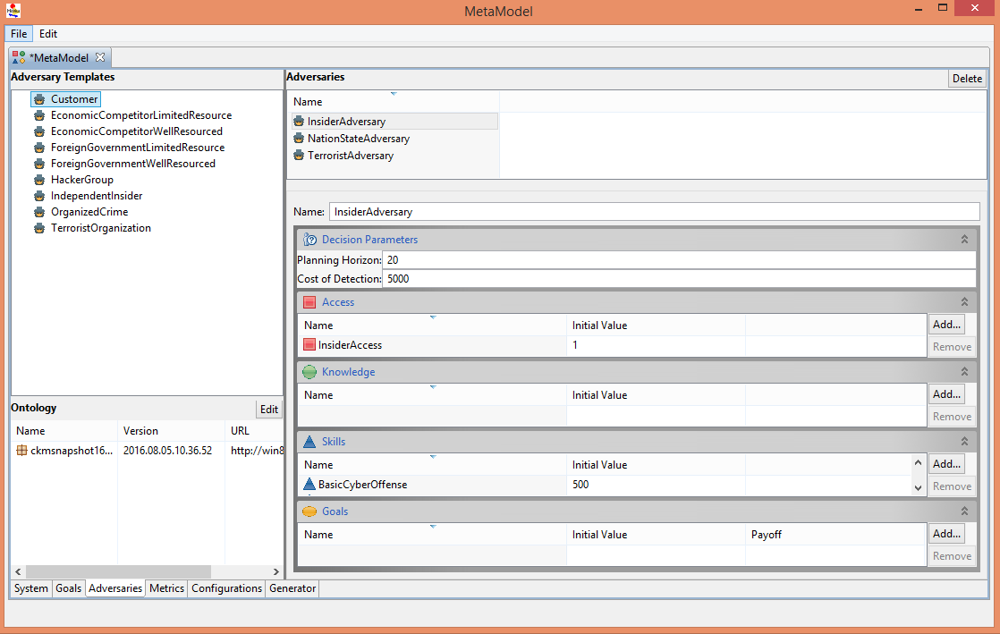 MetaModel
File Edit
*MetaModel
Adversary Templates
Customer
EconomicCompetitorLimitedResource
EconomicCompetitorWellResourced
ForeignGovernmentLimitedResource
ForeignGovernmentWellResourced
HackerGroup
IndependentInsider
OrganizedCrime
TerroristOrganization
Ontology Edit
Name Version URL
ckmsnapshot16... 2016.08.05.10.36.52 http://win8
Adversaries Delete
Name
InsiderAdversary
NationStateAdversary
TerroristAdversary
Name: InsiderAdversary
Decision Parameters
Planning Horizon: 20
Cost of Detection: 5000
Access
Name Initial Value Add...
InsiderAccess 1 Remove
Knowledge
Name Initial Value Add...
Remove
Skills
Name Initial Value Add...
BasicCyberOffense 500 Remove
Goals
Name Initial Value Payoff Add...
Remove
System Goals Adversaries Metrics Configurations Generator